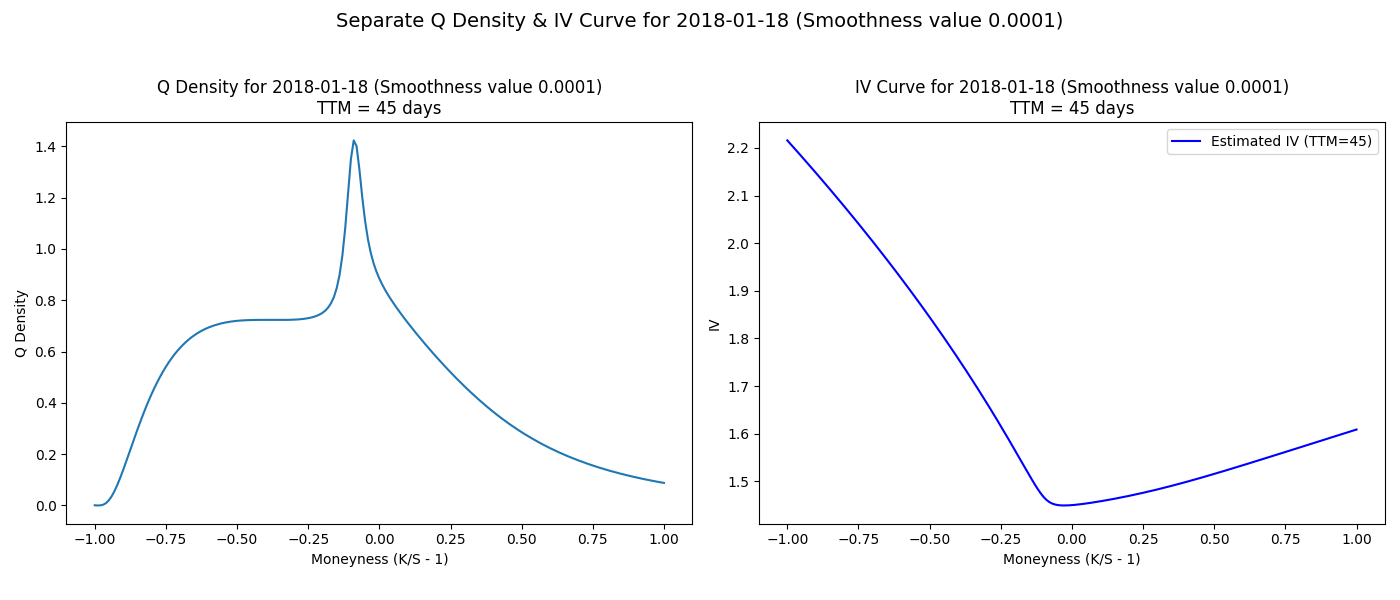 Separate Q Density & IV Curve for 2018-01-18 (Smoothness value 0.0001)
Q Density for 2018-01-18 (Smoothness value 0.0001)
TTM = 45 days
1.4
1.2
1.0
0.8
0.6
0.4
0.2
0.0
Q Density
−1.00 −0.75 −0.50 −0.25 0.00 0.25 0.50 0.75 1.00
Moneyness (K/S - 1)
IV Curve for 2018-01-18 (Smoothness value 0.0001)
TTM = 45 days
Estimated IV (TTM=45)
2.2
2.1
2.0
1.9
1.8
1.7
1.6
1.5
IV
−1.00 −0.75 −0.50 −0.25 0.00 0.25 0.50 0.75 1.00
Moneyness (K/S - 1)